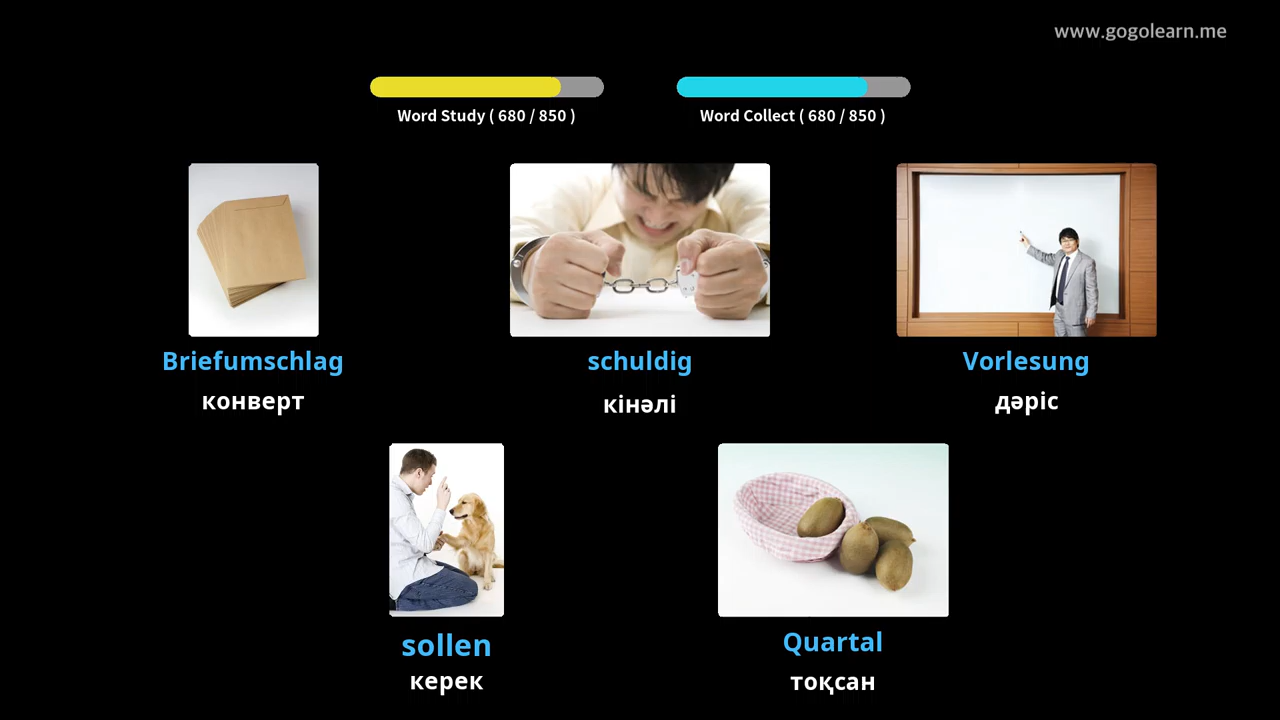 www.gogolearn.me
Word Study ( 680 / 850 )
Word Collect ( 680 / 850 )
Briefumschlag
конверт
schuldig
кінәлі
Vorlesung
дәріс
sollen
керек
Quartal
тоқсан